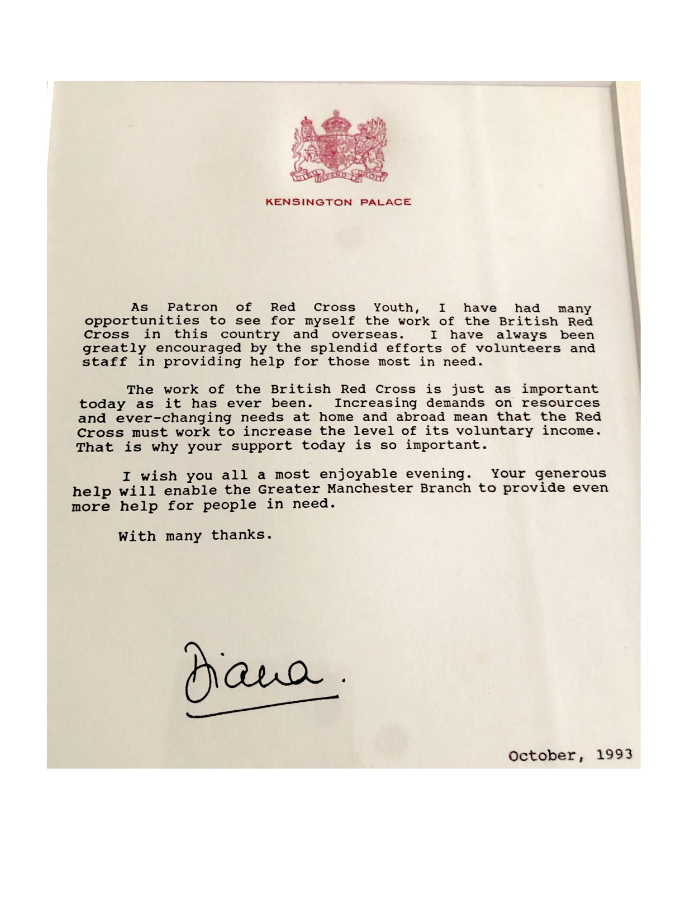 KENSINGTON PALACE
As Patron of Red Cross Youth, I have had many
opportunities to see for myself the work of the British Red
Cross in this country and overseas. I have always been
greatly encouraged by the splendid efforts of volunteers and
staff in providing help for those most in need.
The work of the British Red Cross is just as important
today as it has ever been. Increasing demands on resources
and ever-changing needs at home and abroad mean that the Red
Cross must work to increase the level of its voluntary income.
That is why your support today is so important.
I wish you all a most enjoyable evening. Your generous
help will enable the Greater Manchester Branch to provide even
more help for people in need.
With many thanks.
Diana.
October, 1993